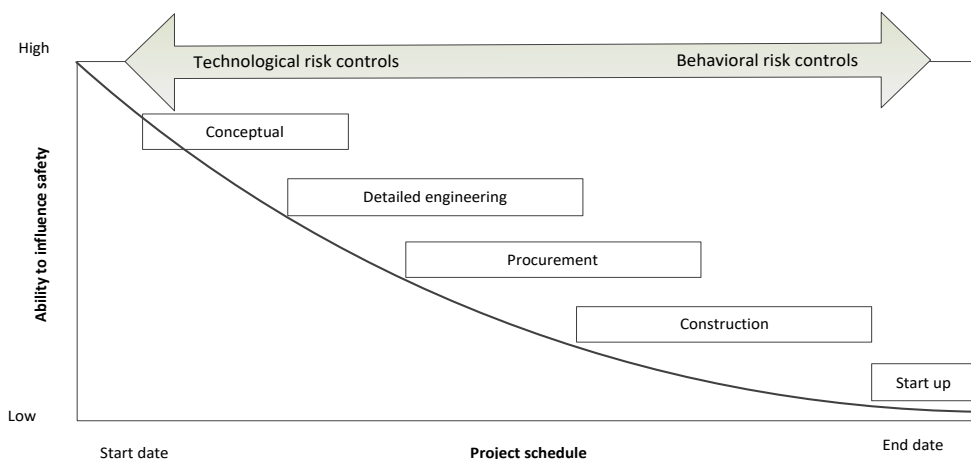 High
Technological risk controls
Behavioral risk controls
Conceptual
Detailed engineering
Procurement
Construction
Start up
Ability to influence safety
Low
Start date
Project schedule
End date